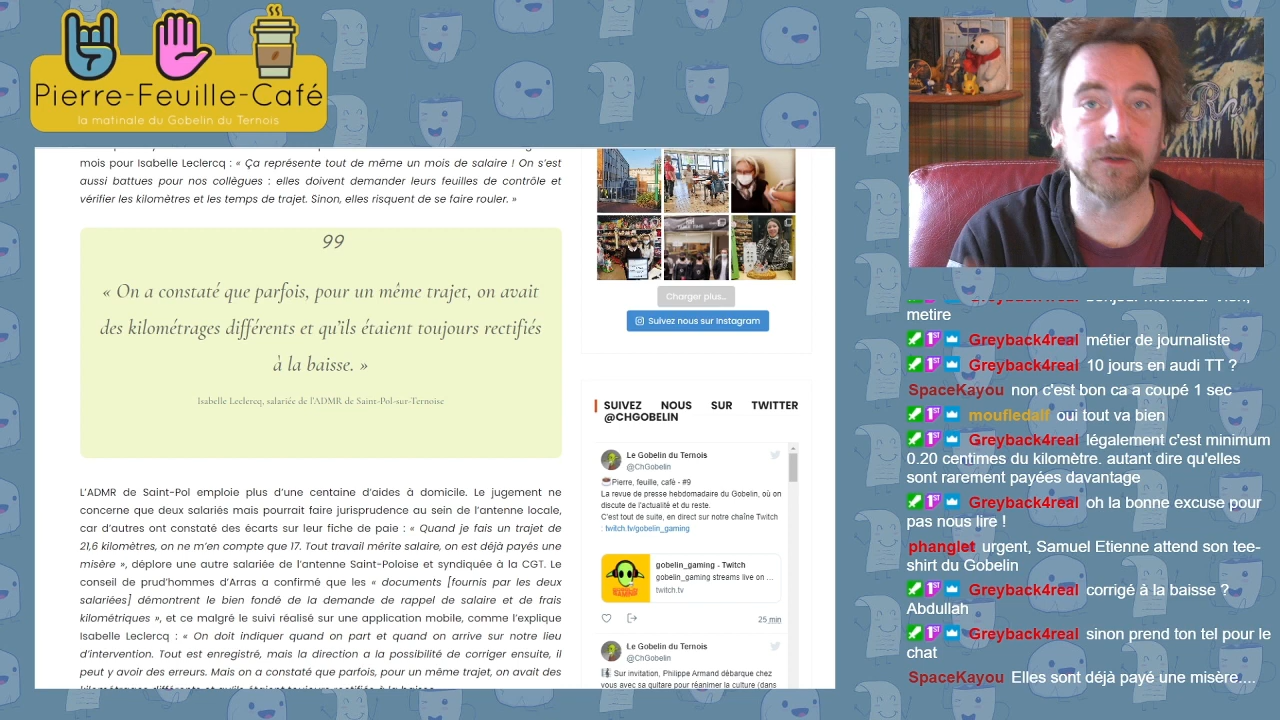 Pierre-Feuille-Café
la matinale du Gobelin du Ternois
mois pour Isabelle Leclercq : « Ça représente tout de même un mois de salaire ! On s'est
aussi battues pour nos collègues : elles doivent demander leurs feuilles de contrôle et
vérifier les kilomètres et les temps de trajet. Sinon, elles risquent de se faire rouler. »
« On a constaté que parfois, pour un même trajet, on avait
des kilométrages différents et qu'ils étaient toujours rectifiés
à la baisse. »
Isabelle Leclercq, salariée de l'ADMR de Saint-Pol-sur-Ternoise
L'ADMR de Saint-Pol emploie plus d'une centaine d'aides à domicile. Le jugement ne
concerne que deux salariés mais pourrait faire jurisprudence au sein de l'antenne locale,
car d'autres ont constaté des écarts sur leur fiche de paie : « Quand je fais un trajet de
21,6 kilomètres, on ne m'en compte que 17. Tout travail mérite salaire, on est déjà payés une
misère », déplore une autre salariée de l'antenne Saint-Poloise et syndiquée à la CGT. Le
conseil de prud'hommes d'Arras a confirmé que les « documents [fournis par les deux
salariées] démontrent le bien-fondé de la demande de rappel de salaire et de frais
kilométriques », et ce malgré le suivi réalisé sur une application mobile, comme l'explique
Isabelle Leclercq : « On doit indiquer quand on part et quand on arrive sur notre lieu
d'intervention. Tout est enregistré, mais la direction a la possibilité de corriger ensuite, il
peut y avoir des erreurs. Mais on a constaté que parfois, pour un même trajet, on avait des
kilométrages différents et qu'ils étaient toujours rectifiés à la baisse.
Charger plus…
Suivez nous sur Instagram
SUIVEZ NOUS SUR TWITTER
@CHGOBELIN
Le Gobelin du Ternois
@ChGobelin
Pierre, feuille, café - #9
La revue de presse hebdomadaire du Gobelin, où on
discute de l'actualité et du reste.
C'est tout de suite, en direct sur notre chaîne Twitch
: twitch.tv/gobelin_gaming
gobelin_gaming - Twitch
gobelin_gaming streams live on ...
twitch.tv
25 min
Le Gobelin du Ternois
@ChGobelin
Sur invitation, Philippe Armand débarque chez
vous avec sa guitare pour réanimer la culture (dans
metire
Greyback4real métier de journaliste
Greyback4real 10 jours en audi TT ?
SpaceKayou non c'est bon ca a coupé 1 sec
moufledalf oui tout va bien
Greyback4real légalement c'est minimum
0.20 centimes du kilomètre. autant dire qu'elles
sont rarement payées davantage
Greyback4real oh la bonne excuse pour
pas nous lire !
phanglet urgent, Samuel Etienne attend son tee-
shirt du Gobelin
Greyback4real corrigé à la baisse ?
Abdullah
Greyback4real sinon prend ton tel pour le
chat
SpaceKayou Elles sont déjà payé une misère....